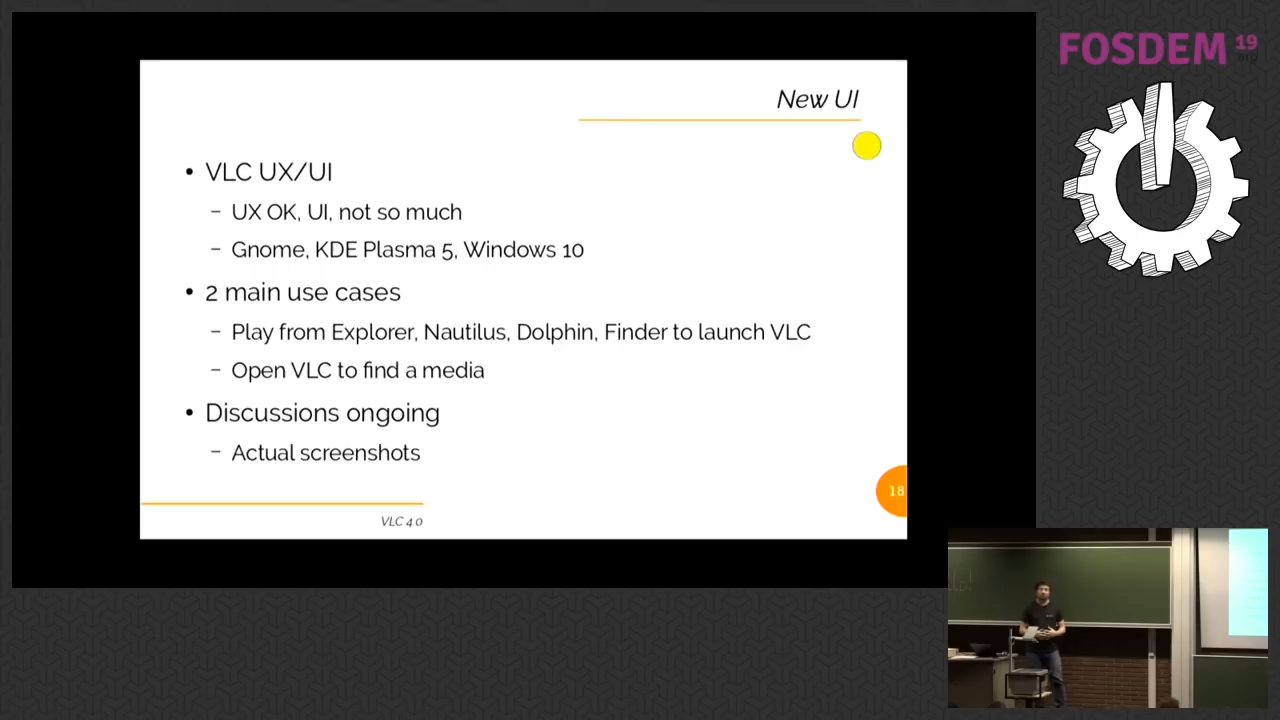 FOSDEM 19
.org
New UI
• VLC UX/UI
– UX OK, UI, not so much
– Gnome, KDE Plasma 5, Windows 10
• 2 main use cases
– Play from Explorer, Nautilus, Dolphin, Finder to launch VLC
– Open VLC to find a media
• Discussions ongoing
– Actual screenshots
18
VLC 4.0